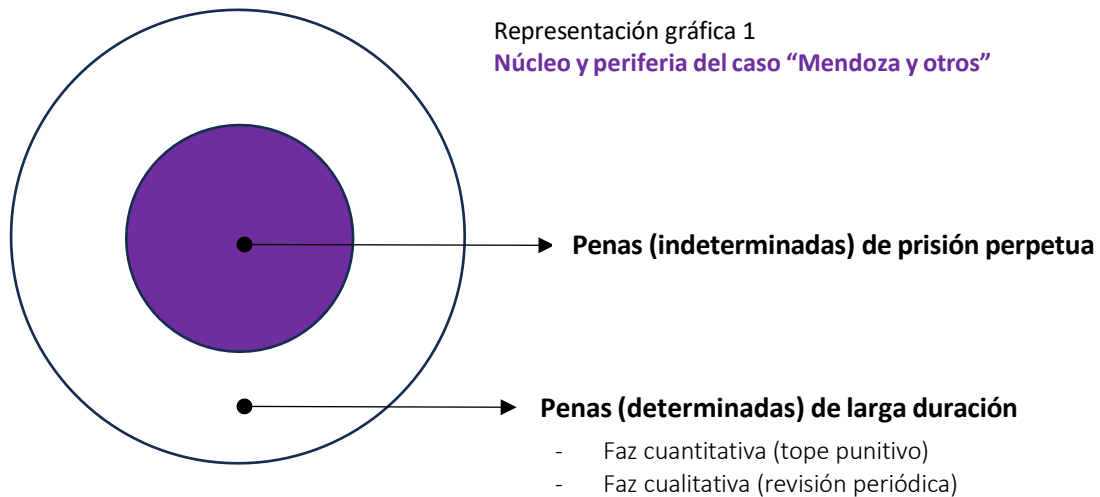 Representación gráfica 1
Núcleo y periferia del caso “Mendoza y otros”
Penas (indeterminadas) de prisión perpetua
Penas (determinadas) de larga duración
- Faz cuantitativa (tope punitivo)
- Faz cualitativa (revisión periódica)